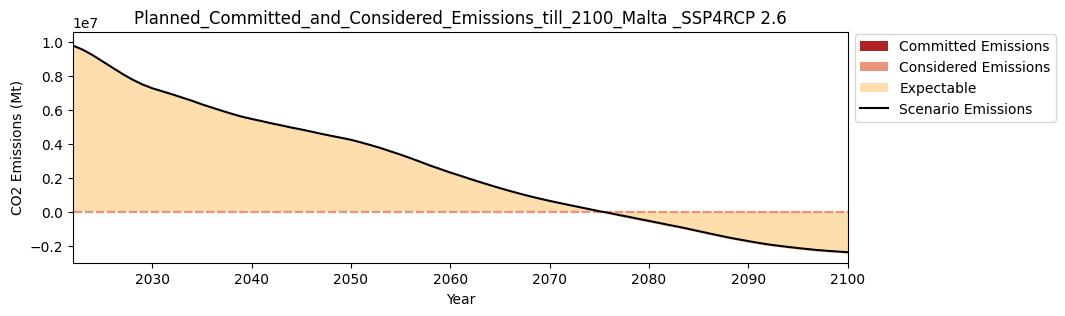 Planned_Committed_and_Considered_Emissions_till_2100_Malta _SSP4RCP 2.6
1e7
1.0
0.8
0.6
0.4
0.2
0.0
−0.2
CO2 Emissions (Mt)
2030 2040 2050 2060 2070 2080 2090 2100
Year
Committed Emissions
Considered Emissions
Expectable
Scenario Emissions